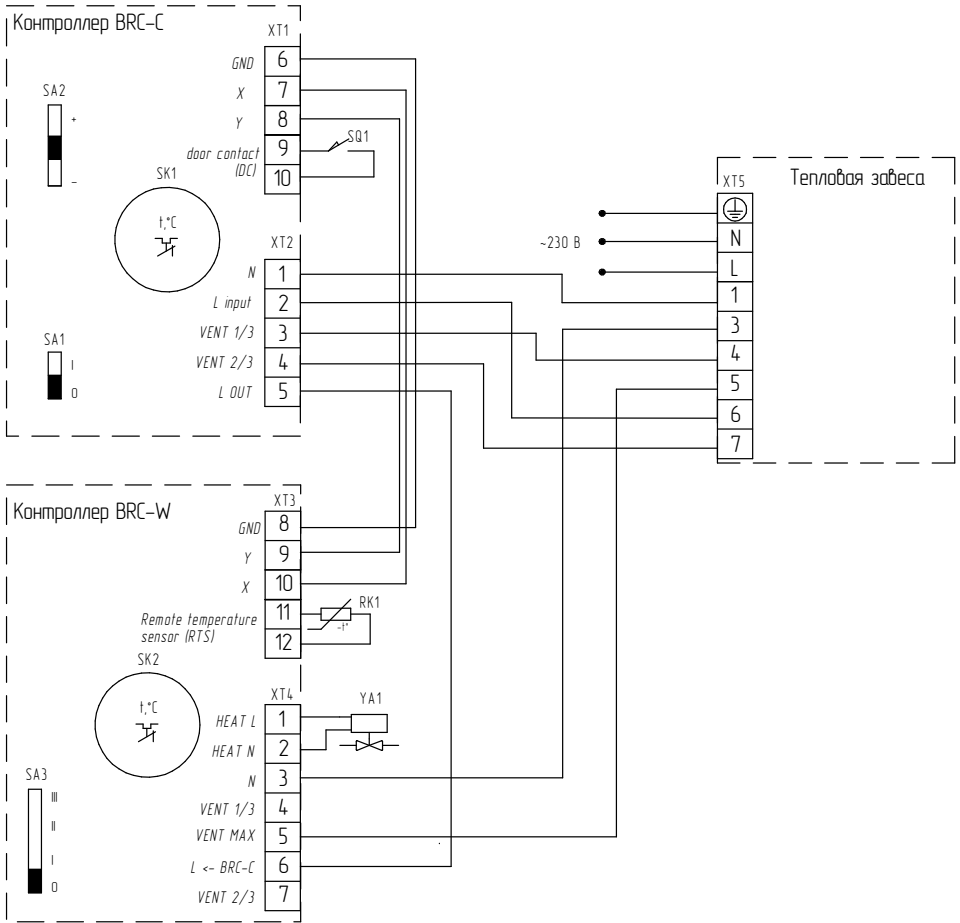 Контроллер BRC-C
XT1
GND 6
X 7
SA2
Y 8
+
door contact (DC)
9
SQ1
10
–
SK1
t,°C
XT2
N 1
L input 2
VENT 1/3 3
SA1
VENT 2/3 4
I
L OUT 5
0
XT5
Тепловая завеса
~230 В
N
L
1
3
4
5
6
7
Контроллер BRC-W
XT3
GND 8
Y 9
X 10
Remote temperature
sensor (RTS)
11
12
RK1
-t°
SK2
t,°C
XT4
YA1
HEAT L 1
HEAT N 2
N 3
SA3
III
VENT 1/3 4
II
VENT MAX 5
I
L <- BRC-C 6
0
VENT 2/3 7